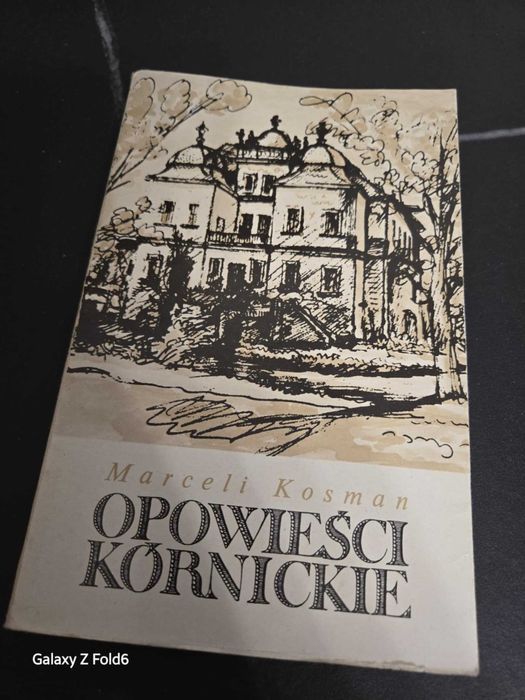 Marceli Kosman
OPOWIEŚCI
KÓRNICKIE
Galaxy Z Fold6